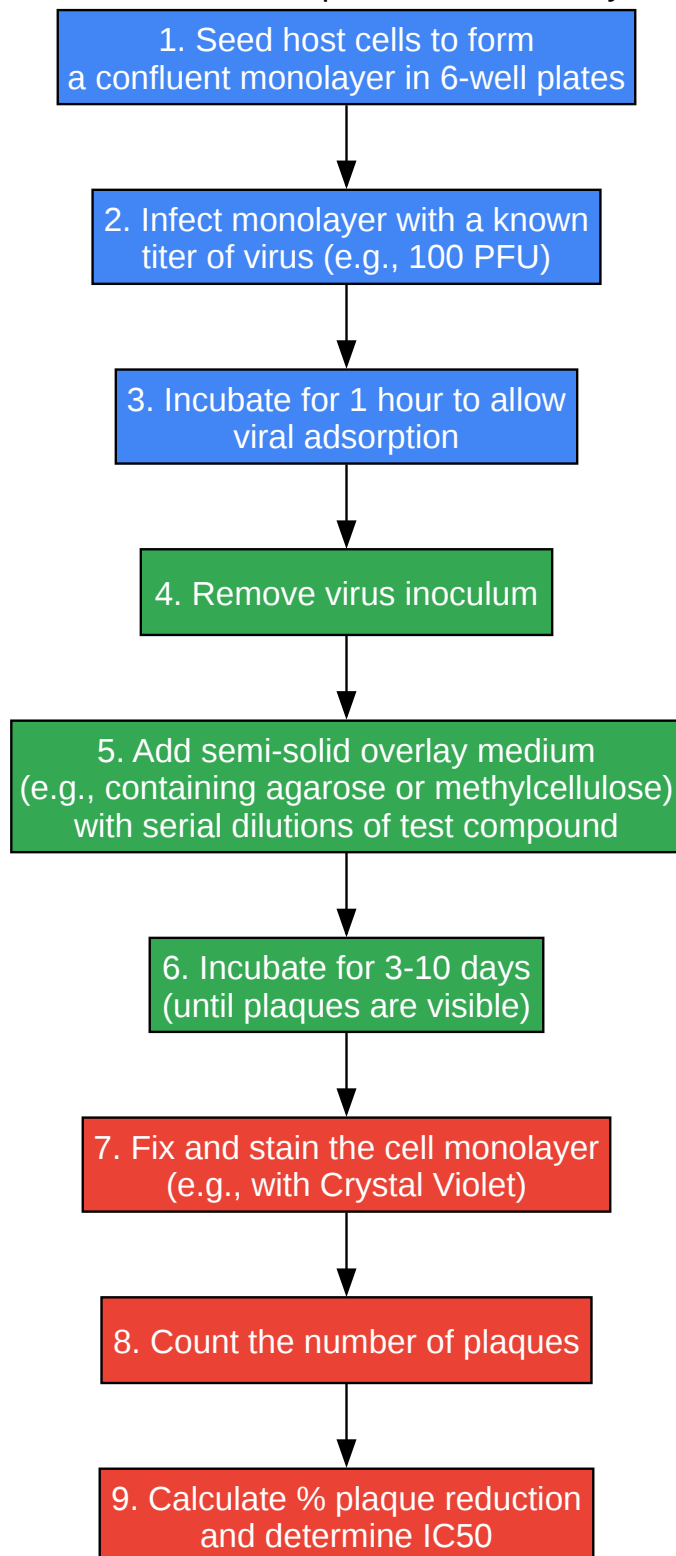 1. Seed host cells to form
a confluent monolayer in 6-well plates
2. Infect monolayer with a known
titer of virus (e.g., 100 PFU)
3. Incubate for 1 hour to allow
viral adsorption
4. Remove virus inoculum
5. Add semi-solid overlay medium
(e.g., containing agarose or methylcellulose)
with serial dilutions of test compound
6. Incubate for 3-10 days
(until plaques are visible)
7. Fix and stain the cell monolayer
(e.g., with Crystal Violet)
8. Count the number of plaques
9. Calculate % plaque reduction
and determine IC50